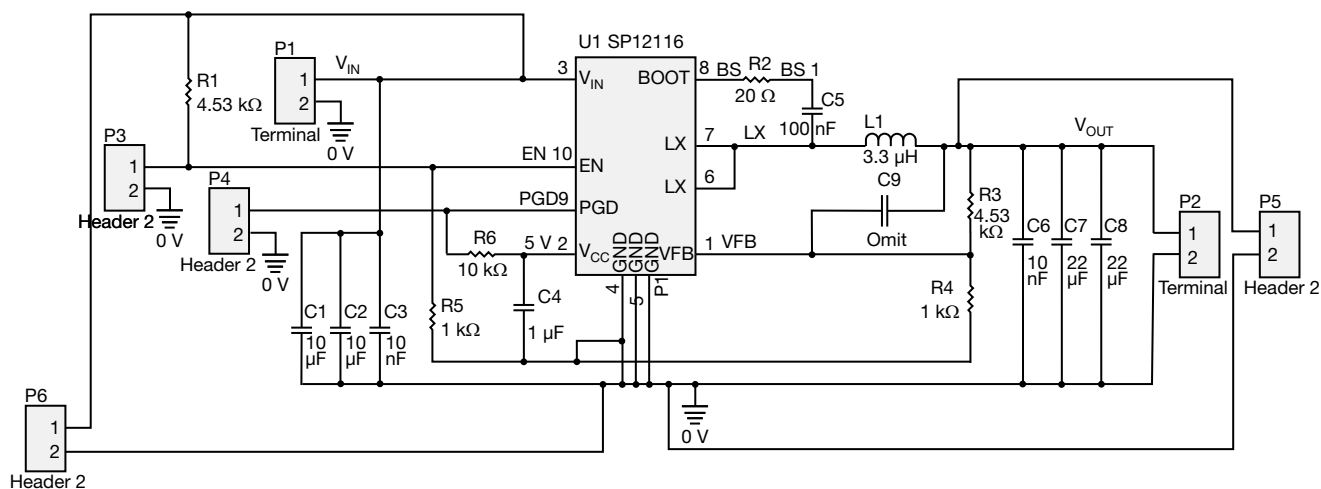 U1 SP12116
P1
1
2
Terminal
0 V
V_IN
R1
4.53 kΩ
P3
1
2
Header 2
0 V
P4
1
2
Header 2
0 V
EN 10
PGD9
R6
10 kΩ
5 V 2
3
V_IN
EN
PGD
V_CC
GND
GND
GND
4
5
P1
BOOT
LX
LX
VFB
8 BS
R2
20 Ω
BS 1
C5
100 nF
7
LX
6
1 VFB
L1
3.3 µH
C9
Omit
R3
4.53
kΩ
R4
1 kΩ
V_OUT
C6
10
nF
C7
22
µF
C8
22
µF
P2
1
2
Terminal
P5
1
2
Header 2
C1
10
µF
C2
10
µF
C3
10
nF
R5
1 kΩ
C4
1 µF
0 V
P6
1
2
Header 2